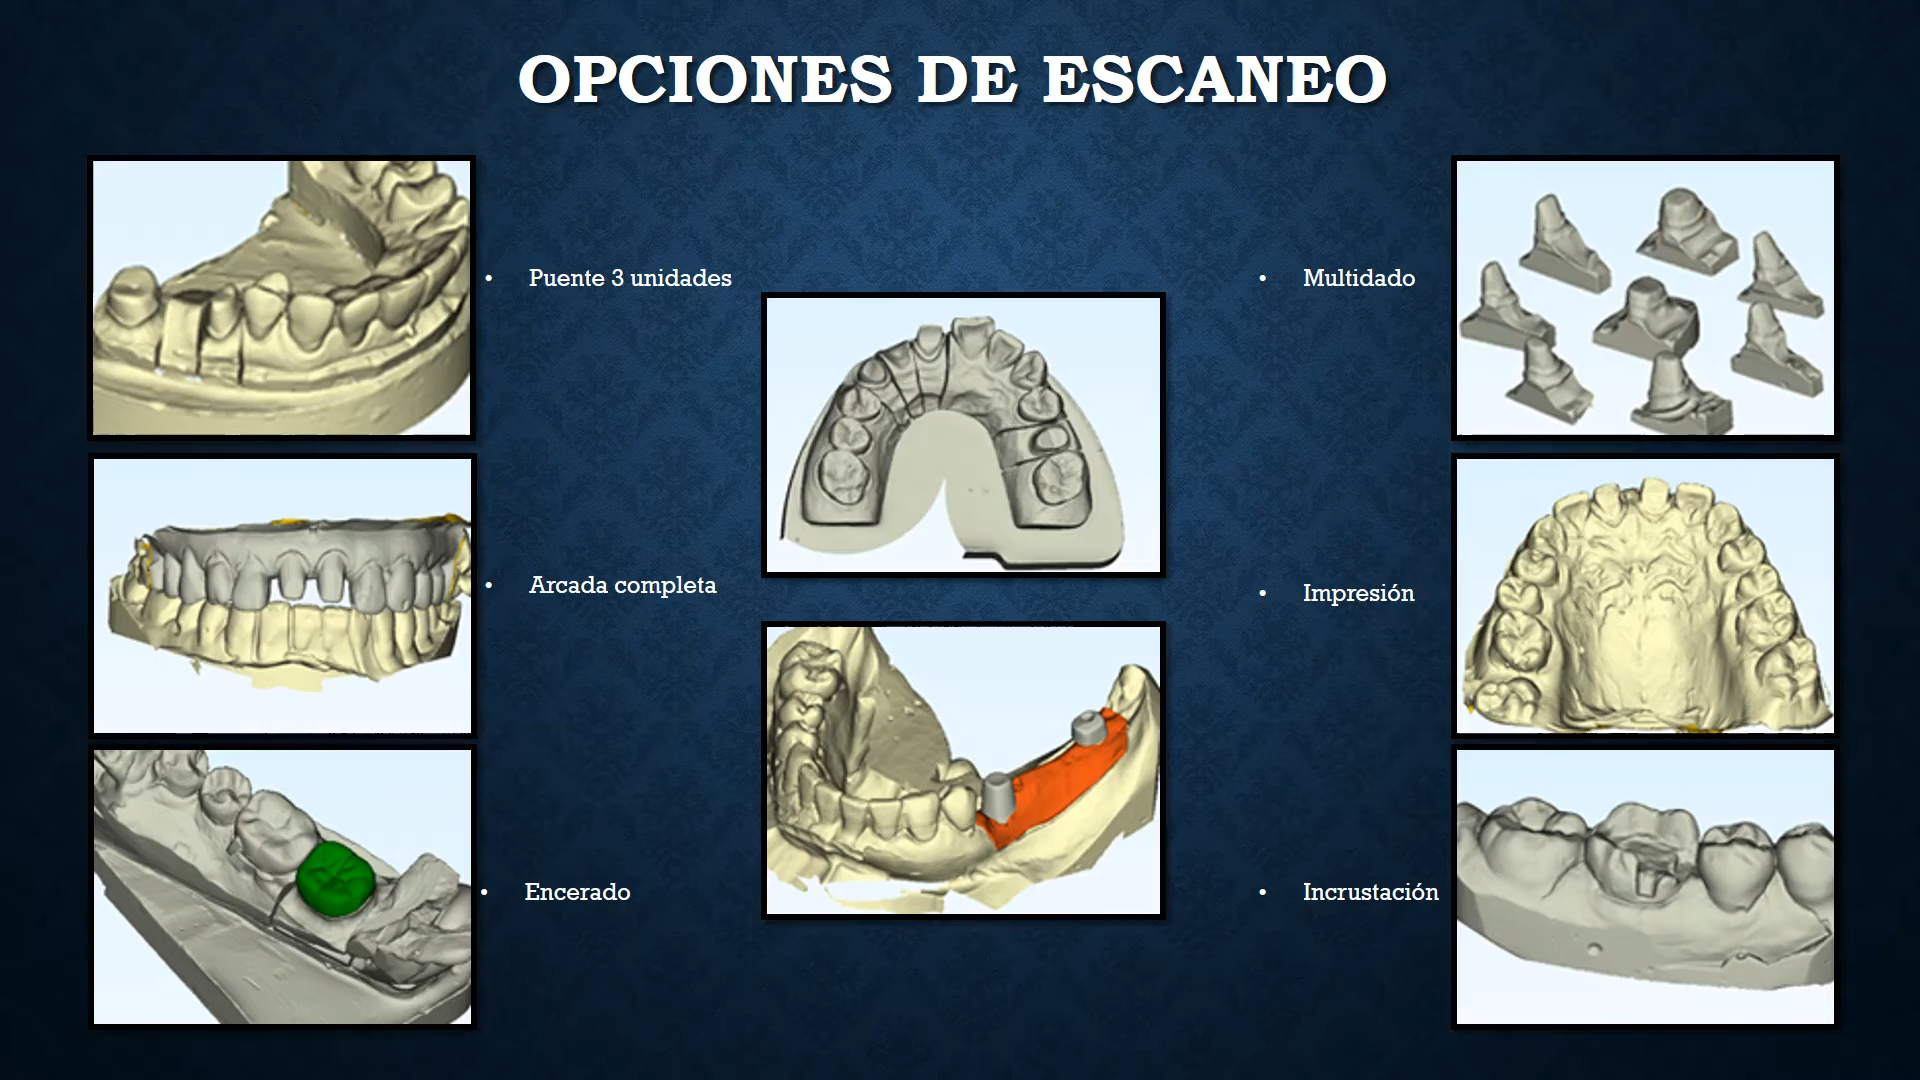 OPCIONES DE ESCANEO
• Puente 3 unidades
• Arcada completa
• Encerado
• Multidado
• Impresión
• Incrustación